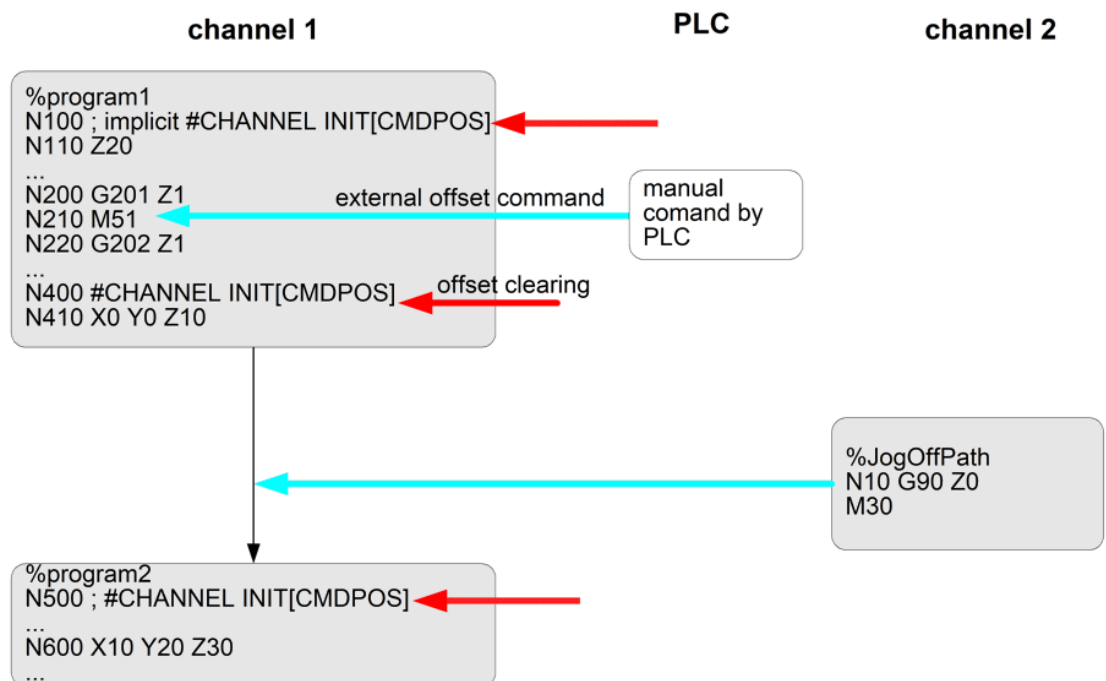 channel 1
PLC
channel 2
%program1
N100 ; implicit #CHANNEL INIT[CMDPOS]
N110 Z20
...
N200 G201 Z1
N210 M51
N220 G202 Z1
...
N400 #CHANNEL INIT[CMDPOS]
N410 X0 Y0 Z10
external offset command
manual
comand by
PLC
offset clearing
%JogOffPath
N10 G90 Z0
M30
%program2
N500 ; #CHANNEL INIT[CMDPOS]
...
N600 X10 Y20 Z30
...